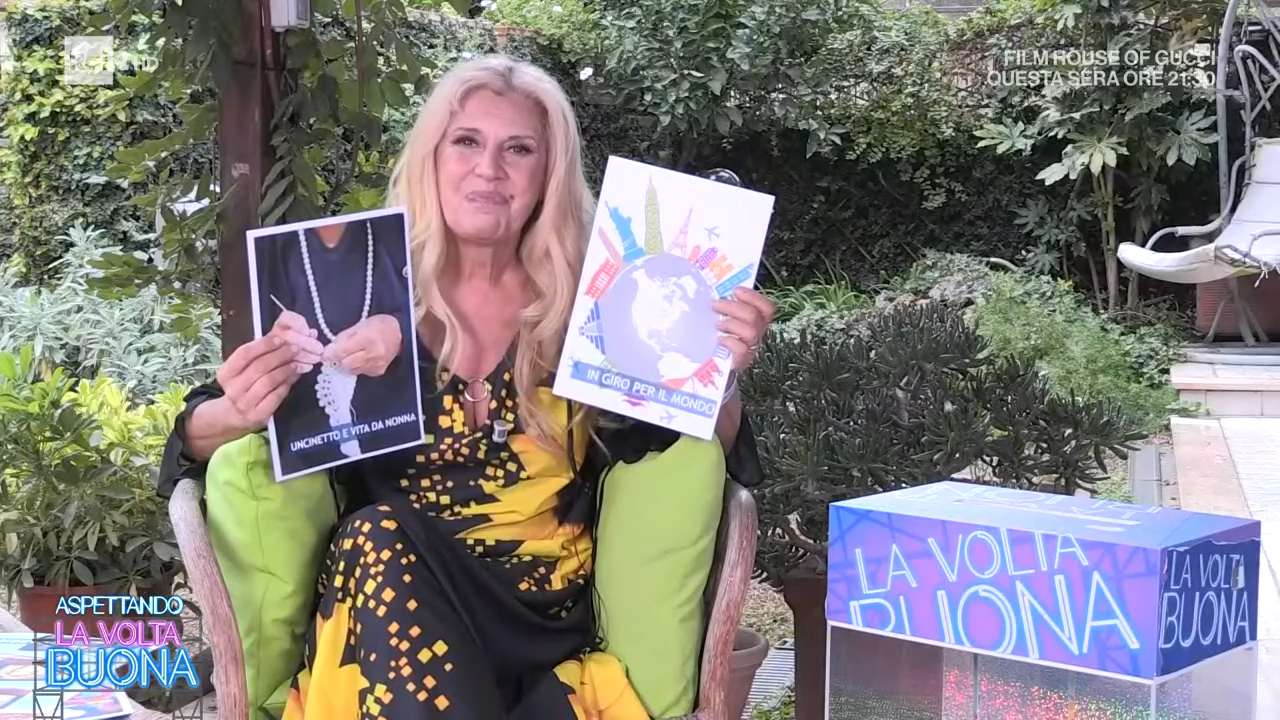 FILM HOUSE OF GUCCI
QUESTA SERA ORE 21.30
UNCINETTO E VITA DA NONNA
IN GIRO PER IL MONDO
LA VOLTA
BUONA
LA VOLTA
BUONA
ASPETTANDO
LA VOLTA
BUONA